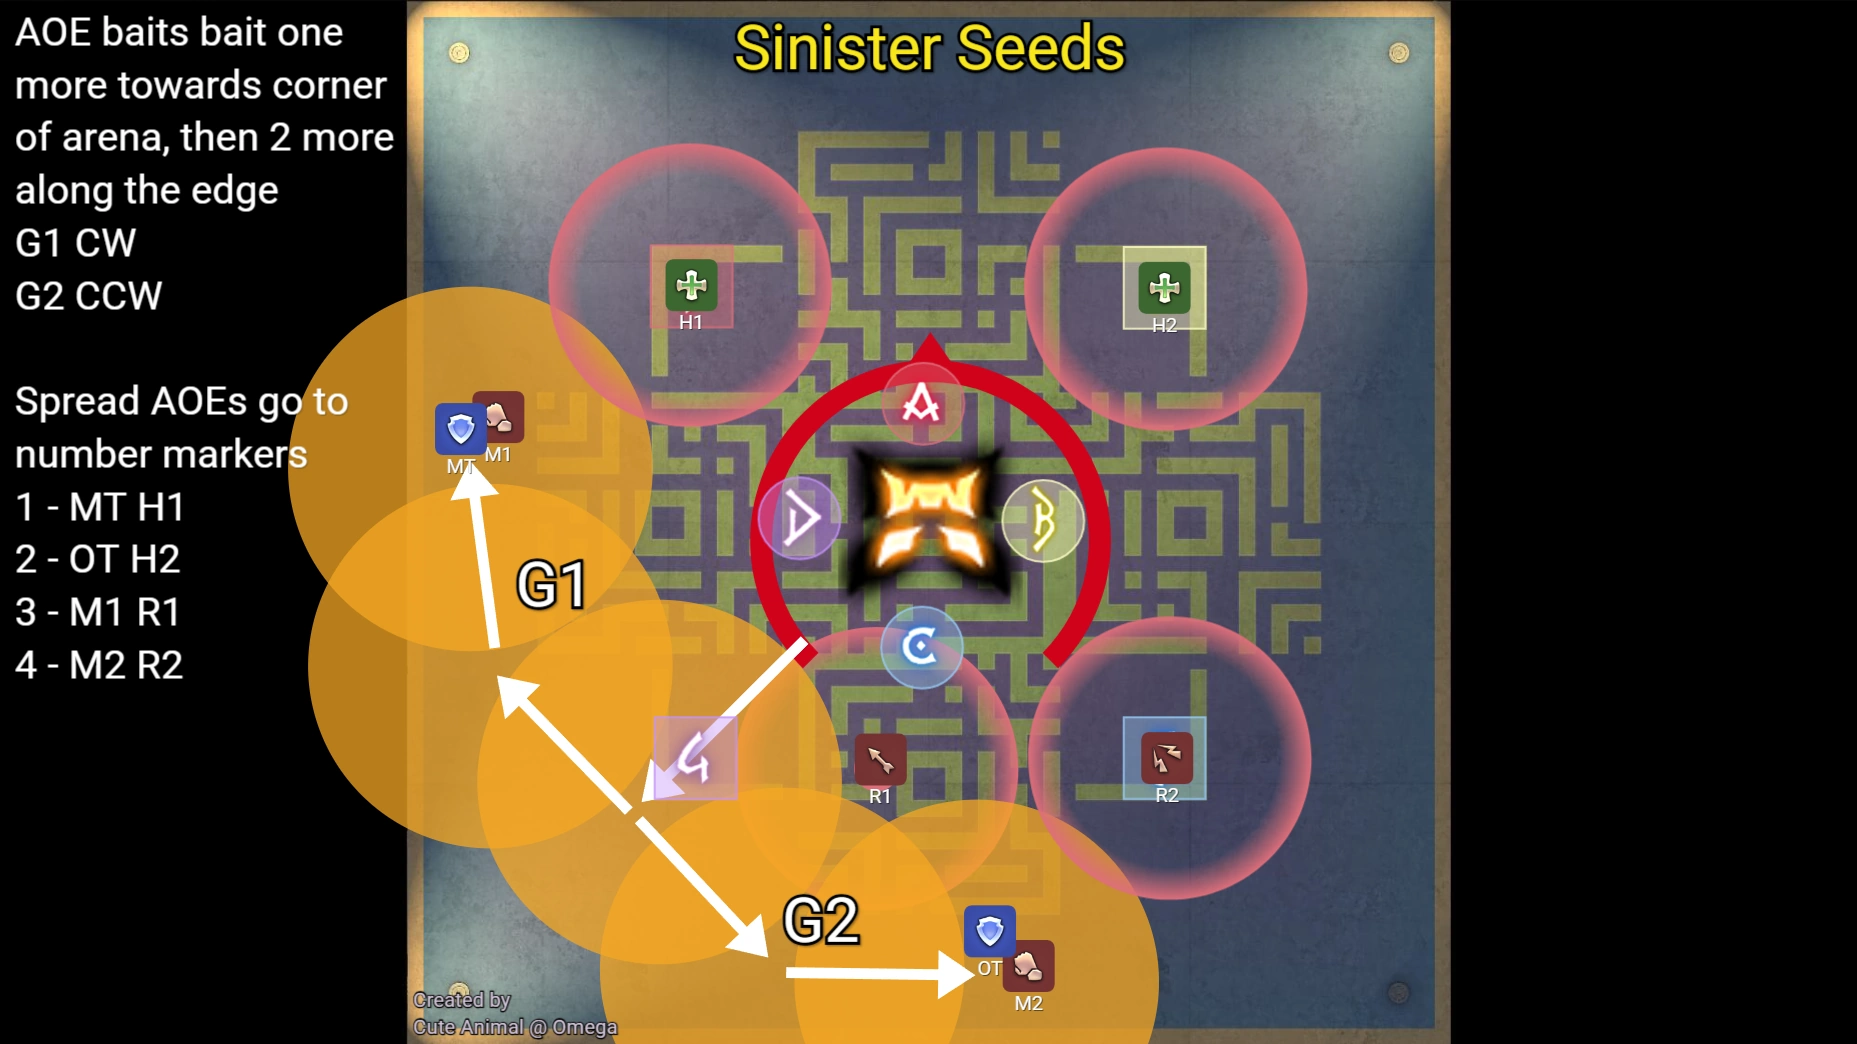 Sinister Seeds
AOE baits bait one
more towards corner
of arena, then 2 more
along the edge
G1 CW
G2 CCW
Spread AOEs go to
number markers
1 - MT H1
2 - OT H2
3 - M1 R1
4 - M2 R2
H1
H2
A
MT
M1
D
B
G1
C
4
R1
R2
G2
OT
M2
Created by
Cute Animal @ Omega